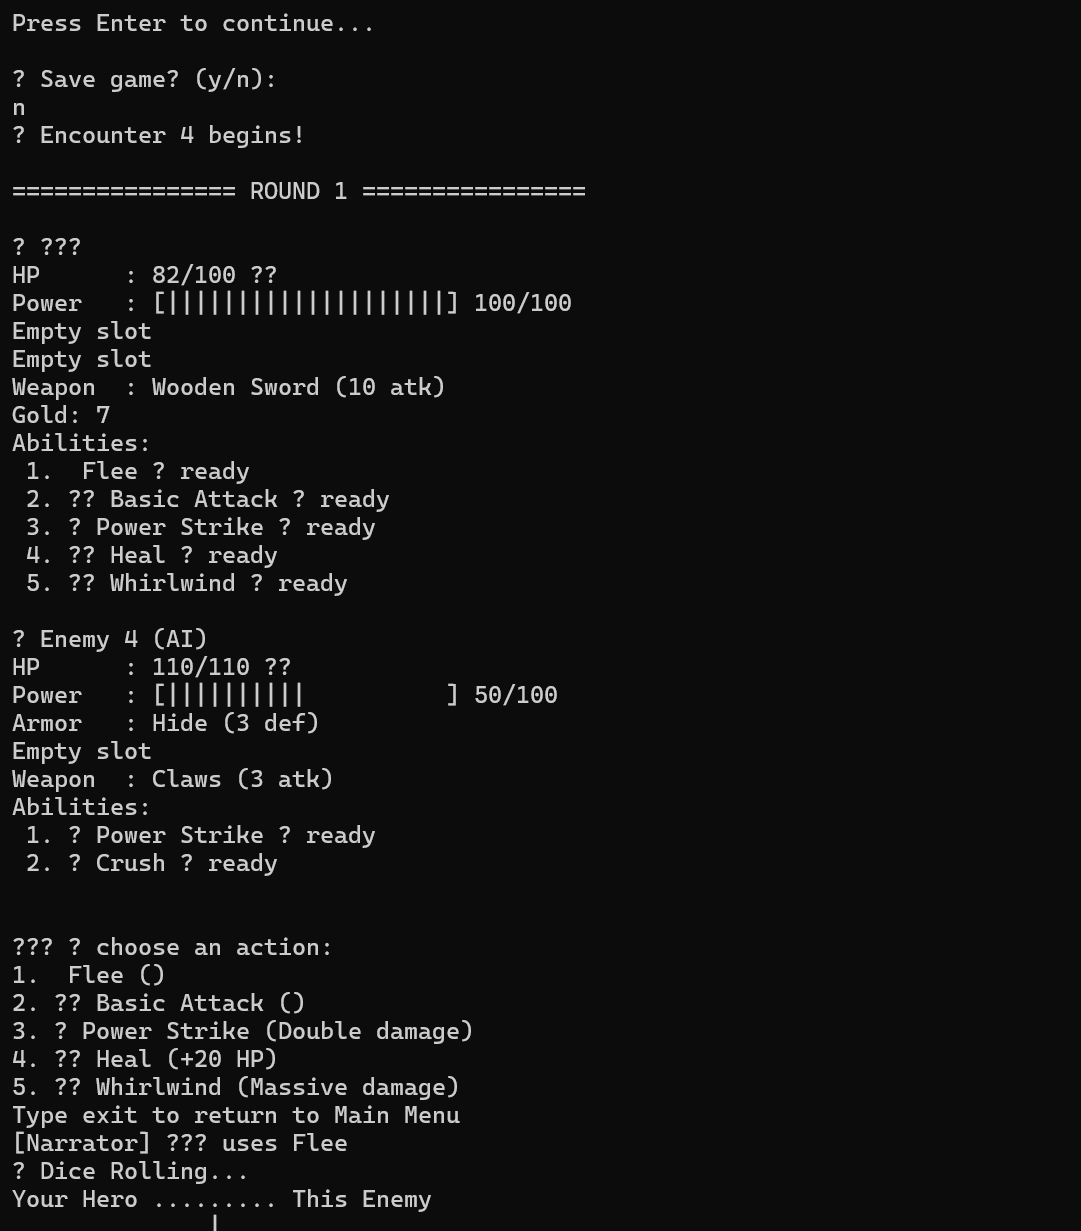 Press Enter to continue...
? Save game? (y/n):
n
? Encounter 4 begins!
================ ROUND 1 ================
? ???
HP      : 82/100 ??
Power   : [||||||||||||||||||||] 100/100
Empty slot
Empty slot
Weapon  : Wooden Sword (10 atk)
Gold: 7
Abilities:
 1.  Flee ? ready
 2. ?? Basic Attack ? ready
 3. ? Power Strike ? ready
 4. ?? Heal ? ready
 5. ?? Whirlwind ? ready
? Enemy 4 (AI)
HP      : 110/110 ??
Power   : [||||||||||          ] 50/100
Armor   : Hide (3 def)
Empty slot
Weapon  : Claws (3 atk)
Abilities:
 1. ? Power Strike ? ready
 2. ? Crush ? ready
??? ? choose an action:
1.  Flee ()
2. ?? Basic Attack ()
3. ? Power Strike (Double damage)
4. ?? Heal (+20 HP)
5. ?? Whirlwind (Massive damage)
Type exit to return to Main Menu
[Narrator] ??? uses Flee
? Dice Rolling...
Your Hero ......... This Enemy
|